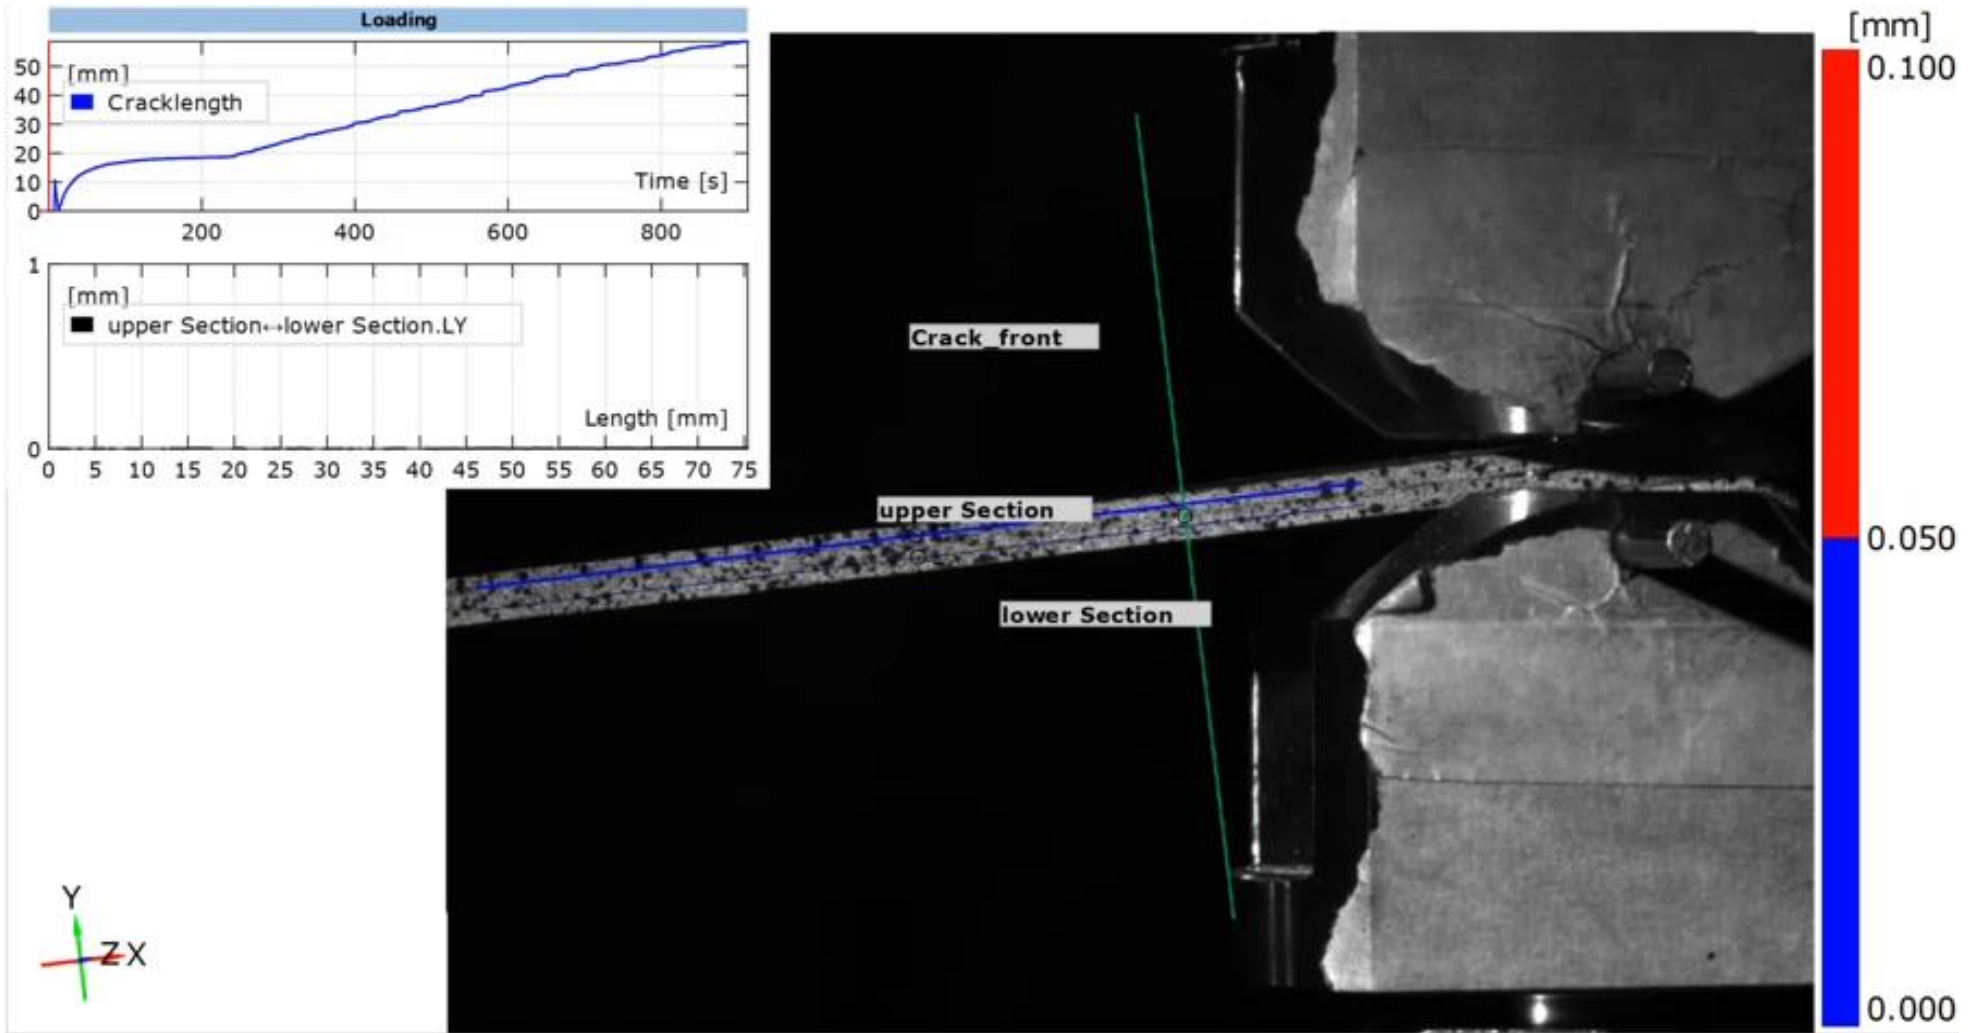 Loading
[mm]
Cracklength
50
40
30
20
10
0
Time [s]
200 400 600 800
1
[mm]
upper Section↔lower Section.LY
Length [mm]
0
0 5 10 15 20 25 30 35 40 45 50 55 60 65 70 75
Crack_front
upper Section
lower Section
[mm]
0.100
0.050
0.000
Y
Z X